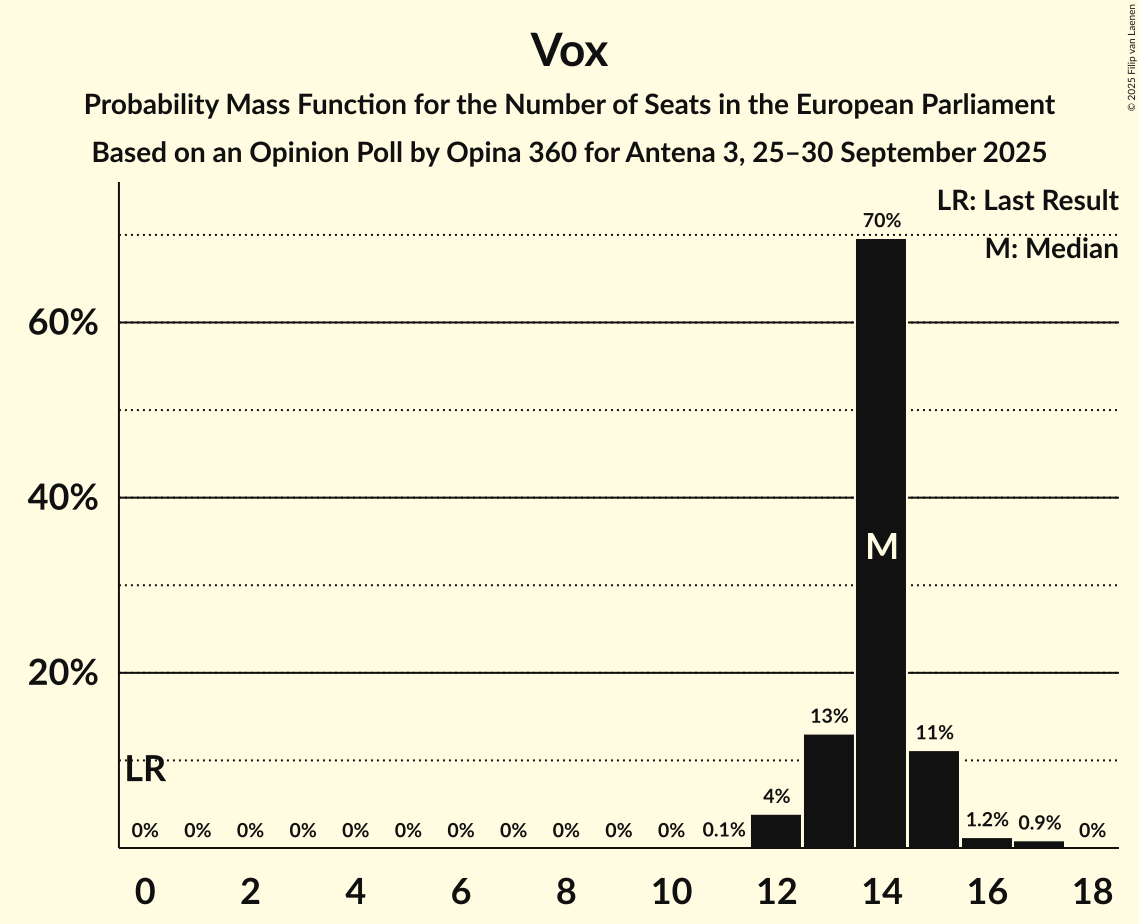 Vox
Probability Mass Function for the Number of Seats in the European Parliament
Based on an Opinion Poll by Opina 360 for Antena 3, 25–30 September 2025
© 2025 Filip van Laenen
LR: Last Result
M: Median
70%
60%
40%
M
20%
13%
11%
LR
4%
0% 0% 0% 0% 0% 0% 0% 0% 0% 0% 0% 0.1% 1.2% 0.9% 0%
0 2 4 6 8 10 12 14 16 18